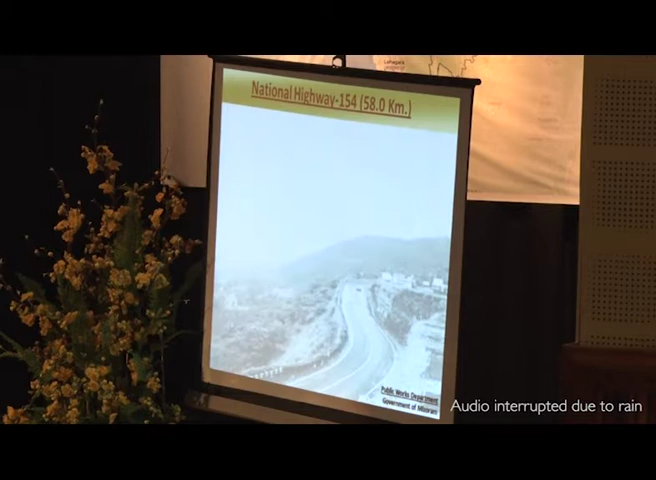 National Highway-154 (58.0 Km.)
Public Works Department
Government of Mizoram
Audio interrupted due to rain